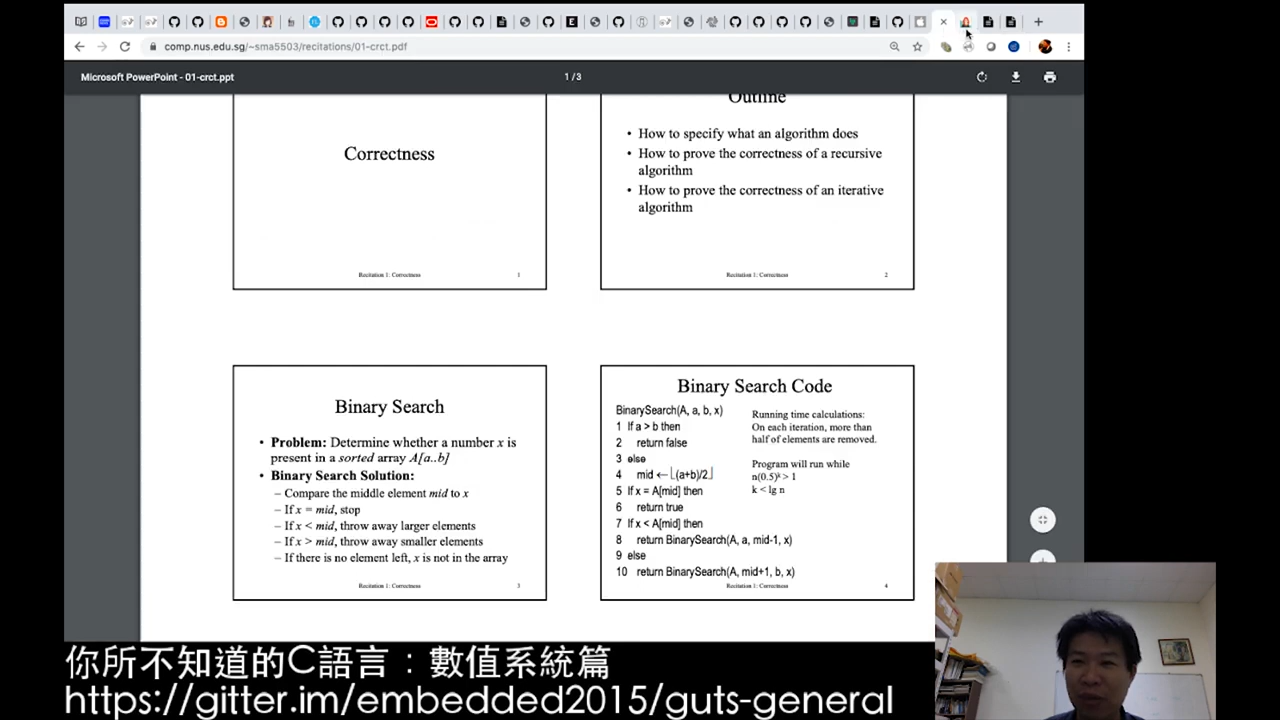 comp.nus.edu.sg/~sma5503/recitations/01-crct.pdf
Microsoft PowerPoint - 01-crct.ppt
1 / 3
Correctness
Recitation 1: Correctness
1
Outline
• How to specify what an algorithm does
• How to prove the correctness of a recursive
algorithm
• How to prove the correctness of an iterative
algorithm
Recitation 1: Correctness
2
Binary Search
• Problem: Determine whether a number x is
present in a sorted array A[a..b]
• Binary Search Solution:
– Compare the middle element mid to x
– If x = mid, stop
– If x < mid, throw away larger elements
– If x > mid, throw away smaller elements
– If there is no element left, x is not in the array
Recitation 1: Correctness
3
Binary Search Code
BinarySearch(A, a, b, x)
1 If a > b then
2 return false
3 else
4 mid ← ⌊(a+b)/2⌋
5 If x = A[mid] then
6 return true
7 If x < A[mid] then
8 return BinarySearch(A, a, mid-1, x)
9 else
10 return BinarySearch(A, mid+1, b, x)
Running time calculations:
On each iteration, more than
half of elements are removed.
Program will run while
n(0.5)ᵏ > 1
k < lg n
Recitation 1: Correctness
4
你所不知道的C語言：數值系統篇
https://gitter.im/embedded2015/guts-general